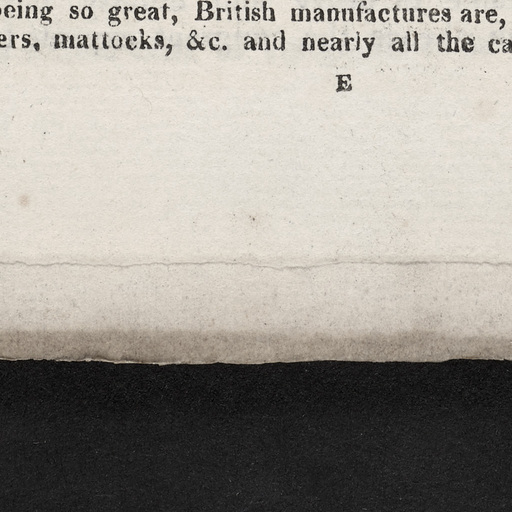 being so great, British manufactures are,
ers, mattocks, &c. and nearly all the ca
E